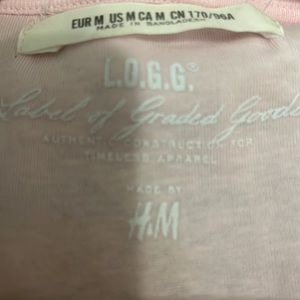 EUR M US M CA M CN 170/96A
MADE IN BANGLADESH
L.O.G.G.®
Label of Graded Goods
AUTHENTIC CONSTRUCTION FOR
TIMELESS APPAREL
MADE BY
H&M